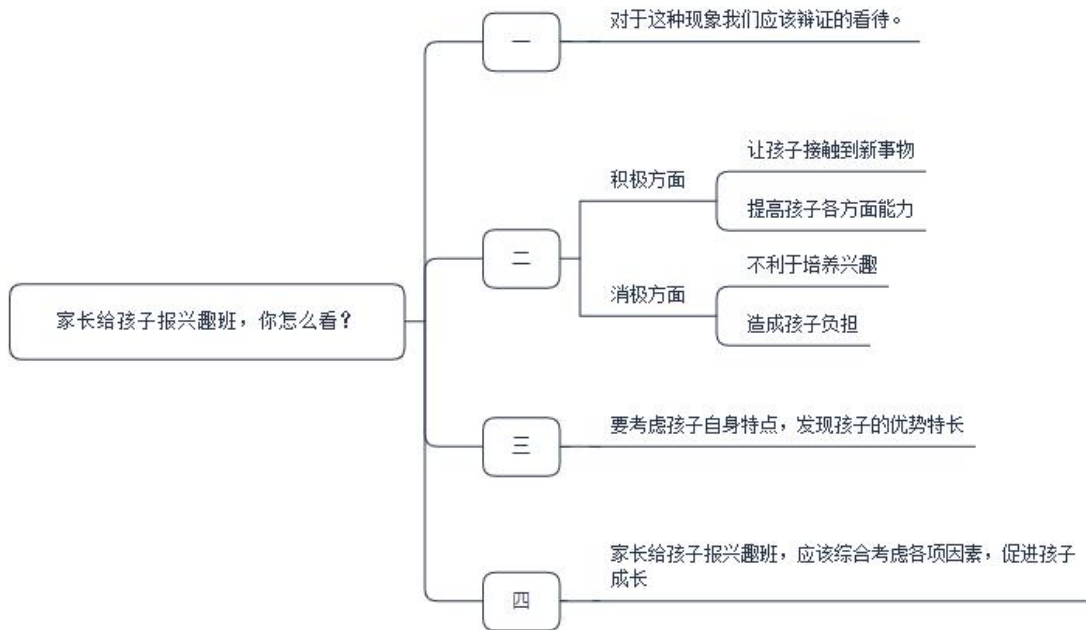 家长给孩子报兴趣班，你怎么看？
一
对于这种现象我们应该辩证的看待。
二
积极方面
让孩子接触到新事物
提高孩子各方面能力
消极方面
不利于培养兴趣
造成孩子负担
三
要考虑孩子自身特点，发现孩子的优势特长
四
家长给孩子报兴趣班，应该综合考虑各项因素，促进孩子
成长